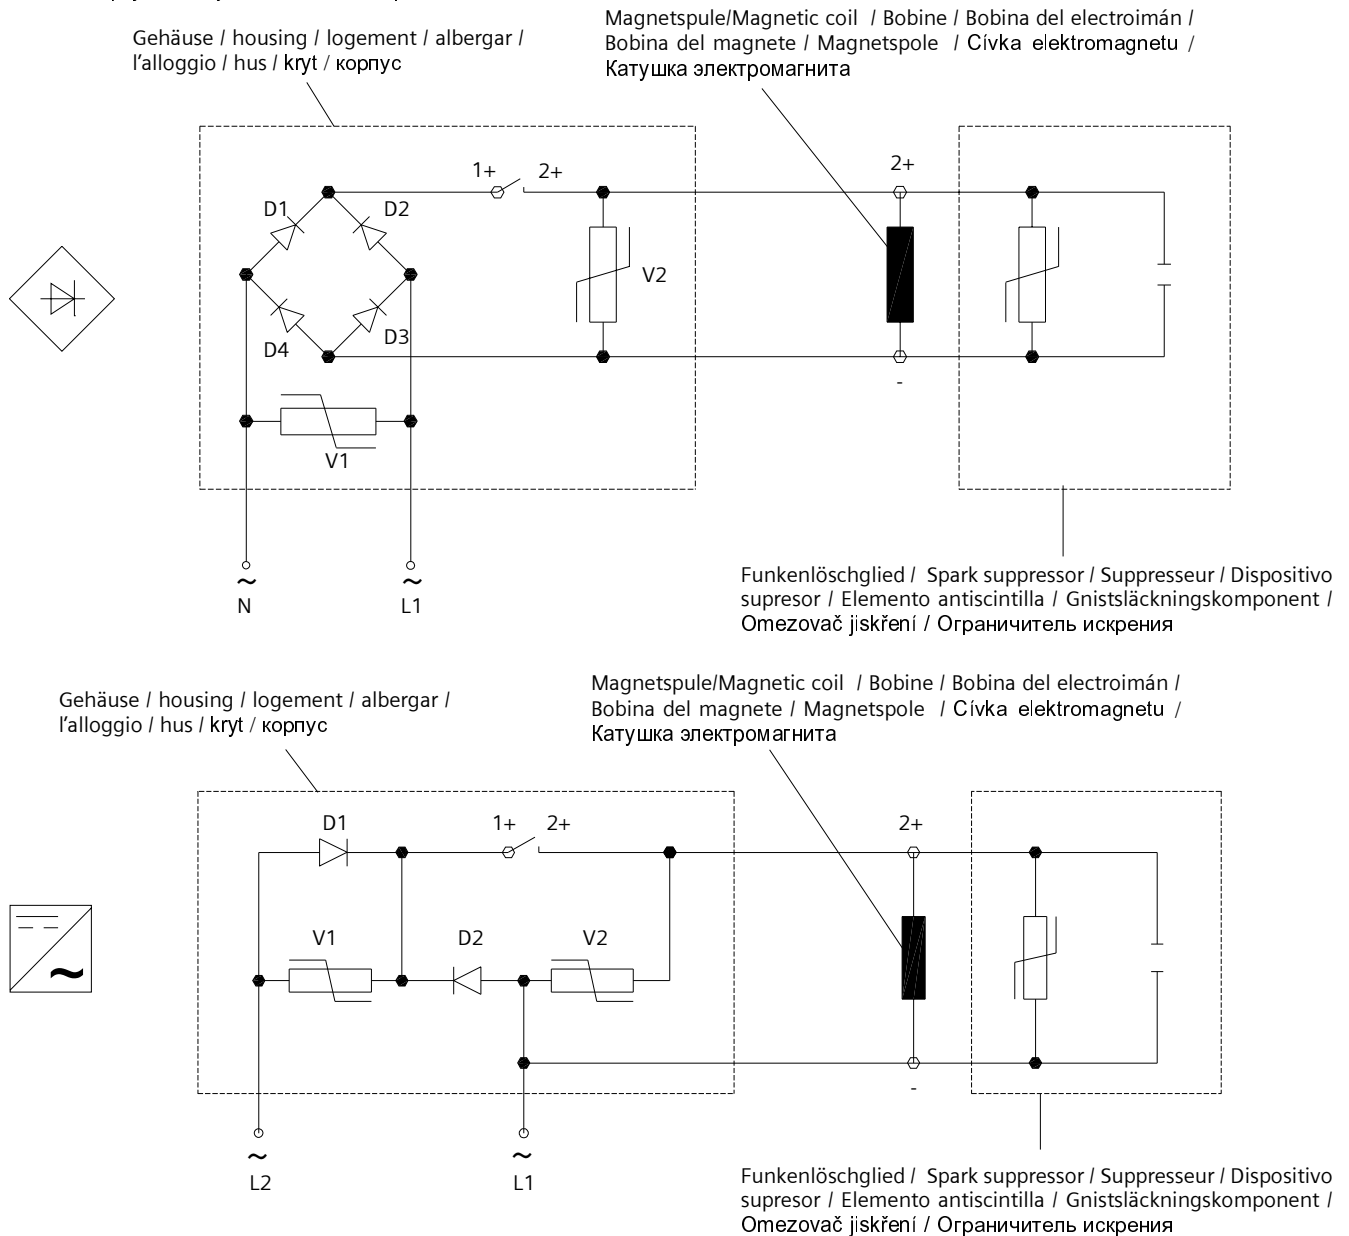 Gehäuse / housing / logement / albergar /
l'alloggio / hus / kryt / корпус
Magnetspule/Magnetic coil / Bobine / Bobina del electroimán /
Bobina del magnete / Magnetspole / Cívka elektromagnetu /
Катушка электромагнита
1+
2+
2+
D1
D2
V2
D4
D3
-
V1
~
~
N
L1
Funkenlöschglied / Spark suppressor / Suppresseur / Dispositivo
supresor / Elemento antiscintilla / Gnistsläckningskomponent /
Omezovač jiskření / Ограничитель искрения
Gehäuse / housing / logement / albergar /
l'alloggio / hus / kryt / корпус
Magnetspule/Magnetic coil / Bobine / Bobina del electroimán /
Bobina del magnete / Magnetspole / Cívka elektromagnetu /
Катушка электромагнита
D1
1+
2+
2+
V1
D2
V2
~
-
~
~
L2
L1
Funkenlöschglied / Spark suppressor / Suppresseur / Dispositivo
supresor / Elemento antiscintilla / Gnistsläckningskomponent /
Omezovač jiskření / Ограничитель искрения